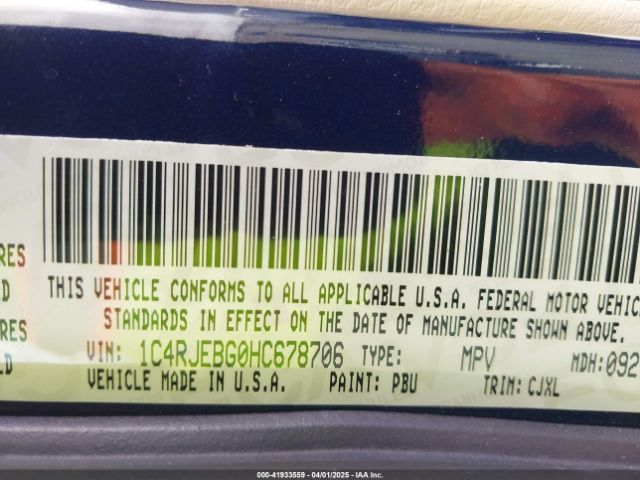 RES
D
RES
LD
THIS VEHICLE CONFORMS TO ALL APPLICABLE U.S.A. FEDERAL MOTOR VEHIC
STANDARDS IN EFFECT ON THE DATE OF MANUFACTURE SHOWN ABOVE.
VIN: 1C4RJEBG0HC678706 TYPE: MPV MDH:092
VEHICLE MADE IN U.S.A. PAINT: PBU TRIM: CJXL
000-41933559 | 04/01/2025 | IAA Inc.